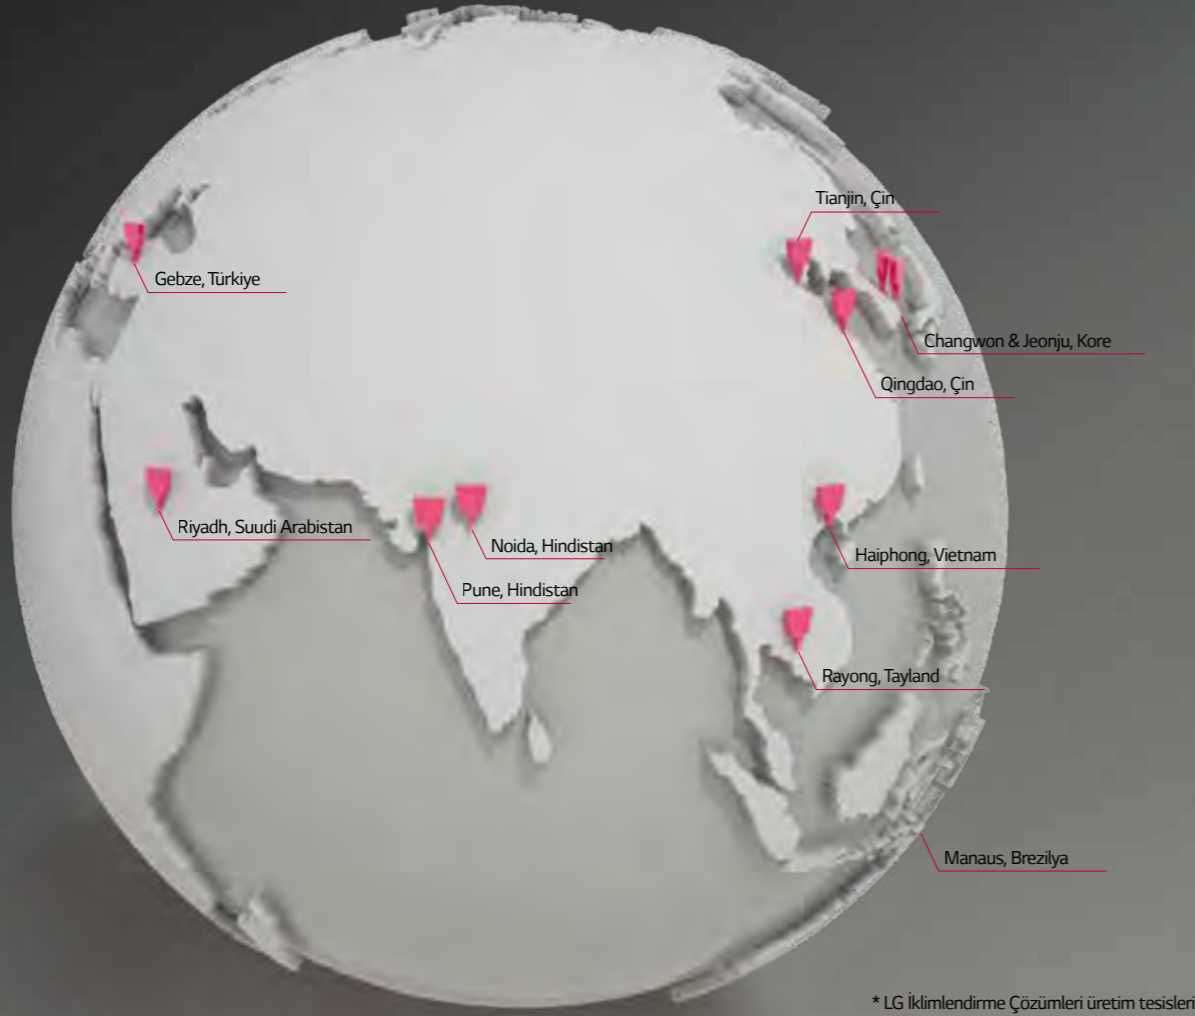 Tianjin, Çin
Gebze, Türkiye
Changwon & Jeonju, Kore
Qingdao, Çin
Riyadh, Suudi Arabistan
Noida, Hindistan
Haiphong, Vietnam
Pune, Hindistan
Rayong, Tayland
Manaus, Brezilya
* LG İklimlendirme Çözümleri üretim tesisleri